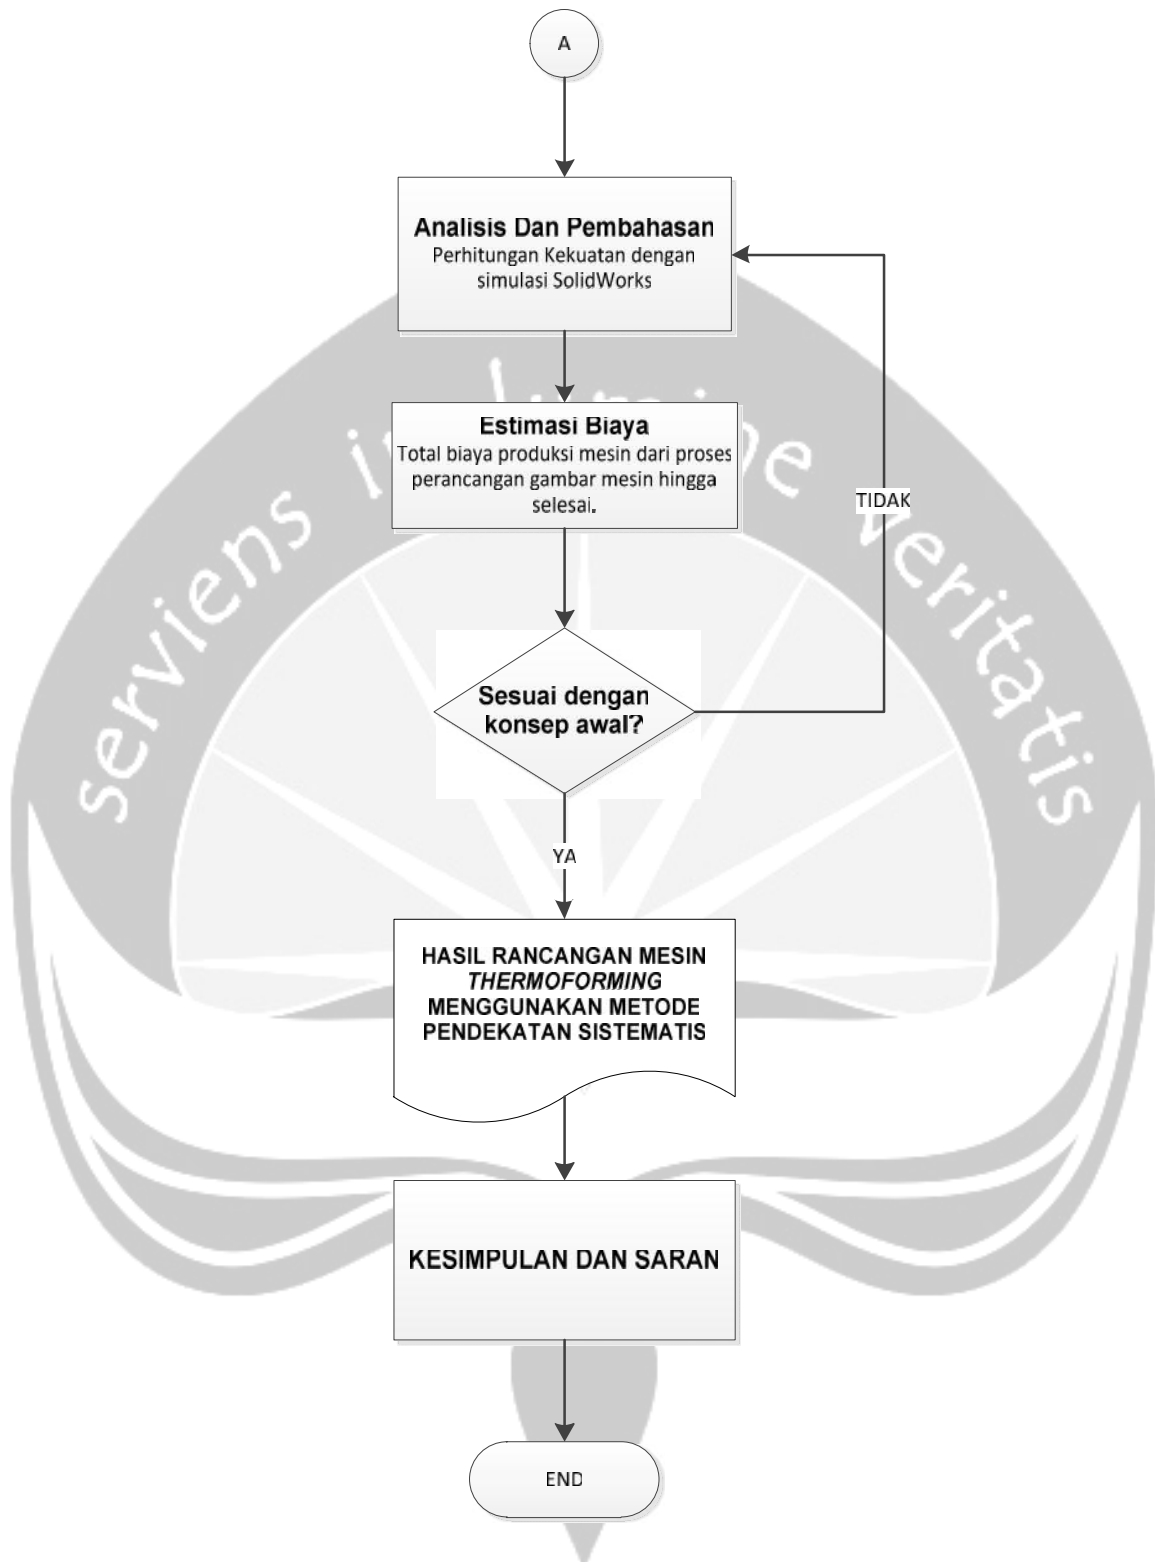 A
Analisis Dan Pembahasan
Perhitungan Kekuatan dengan
simulasi SolidWorks
Estimasi Biaya
Total biaya produksi mesin dari proses
perancangan gambar mesin hingga
selesai.
TIDAK
Sesuai dengan
konsep awal?
YA
HASIL RANCANGAN MESIN
THERMOFORMING
MENGGUNAKAN METODE
PENDEKATAN SISTEMATIS
KESIMPULAN DAN SARAN
END
serviens in lumine veritatis